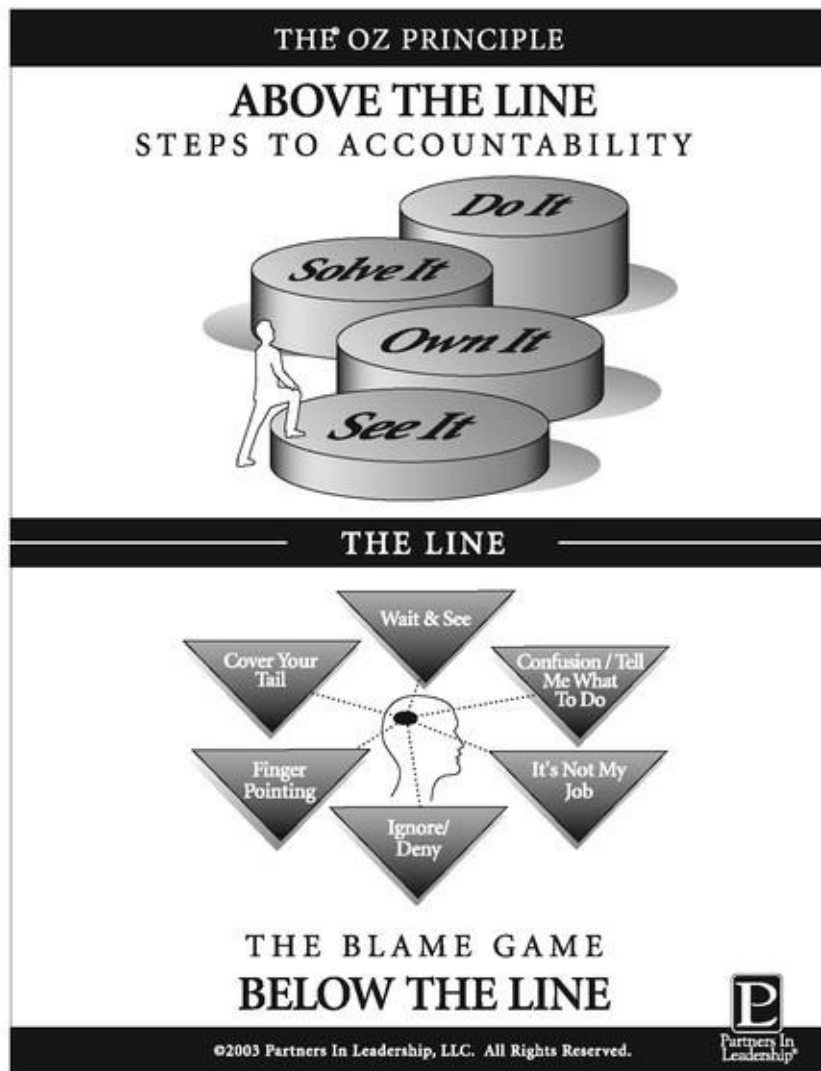 THE® OZ PRINCIPLE
ABOVE THE LINE
STEPS TO ACCOUNTABILITY
Do It
Solve It
Own It
See It
THE LINE
Wait & See
Cover Your
Tail
Confusion / Tell
Me What
To Do
Finger
Pointing
It's Not My
Job
Ignore/
Deny
THE BLAME GAME
BELOW THE LINE
P
Partners In
Leadership®
©2003 Partners In Leadership, LLC. All Rights Reserved.